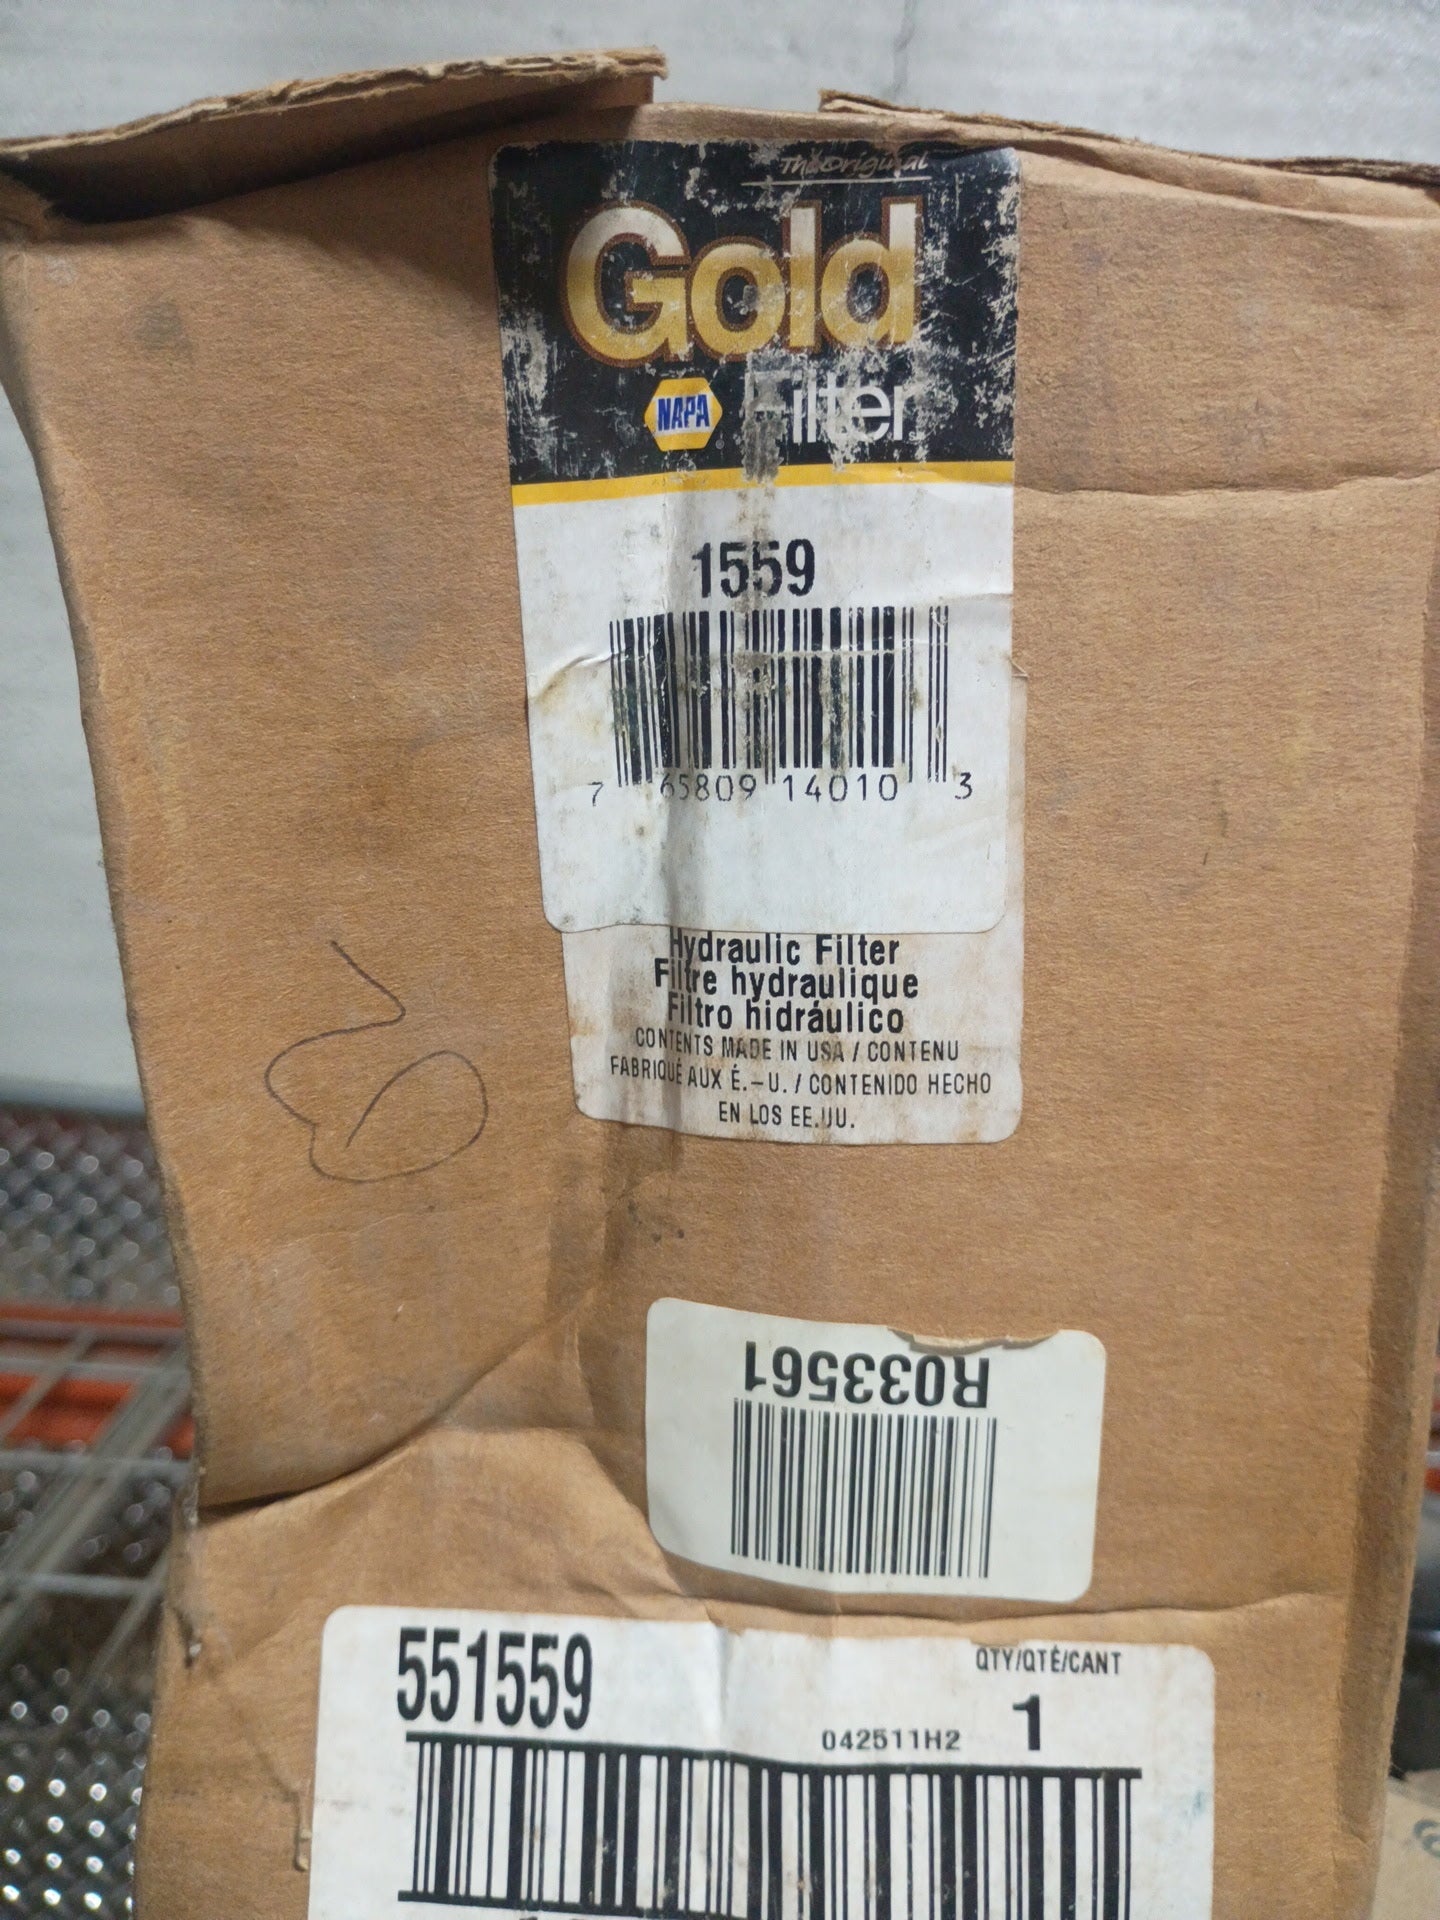 The Original
Gold
NAPA Filter
1559
7 65809 14010 3
Hydraulic Filter
Filtre hydraulique
Filtro hidráulico
CONTENTS MADE IN USA / CONTENU
FABRIQUÉ AUX É.-U. / CONTENIDO HECHO
EN LOS EE.UU.
R033561
551559
QTY/QTÉ/CANT
042511H2
1